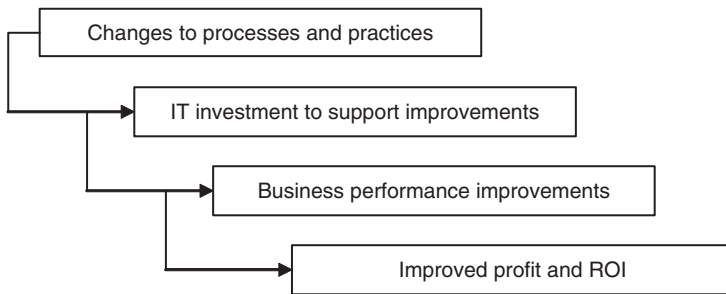 Changes to processes and practices
IT investment to support improvements
Business performance improvements
Improved profit and ROI